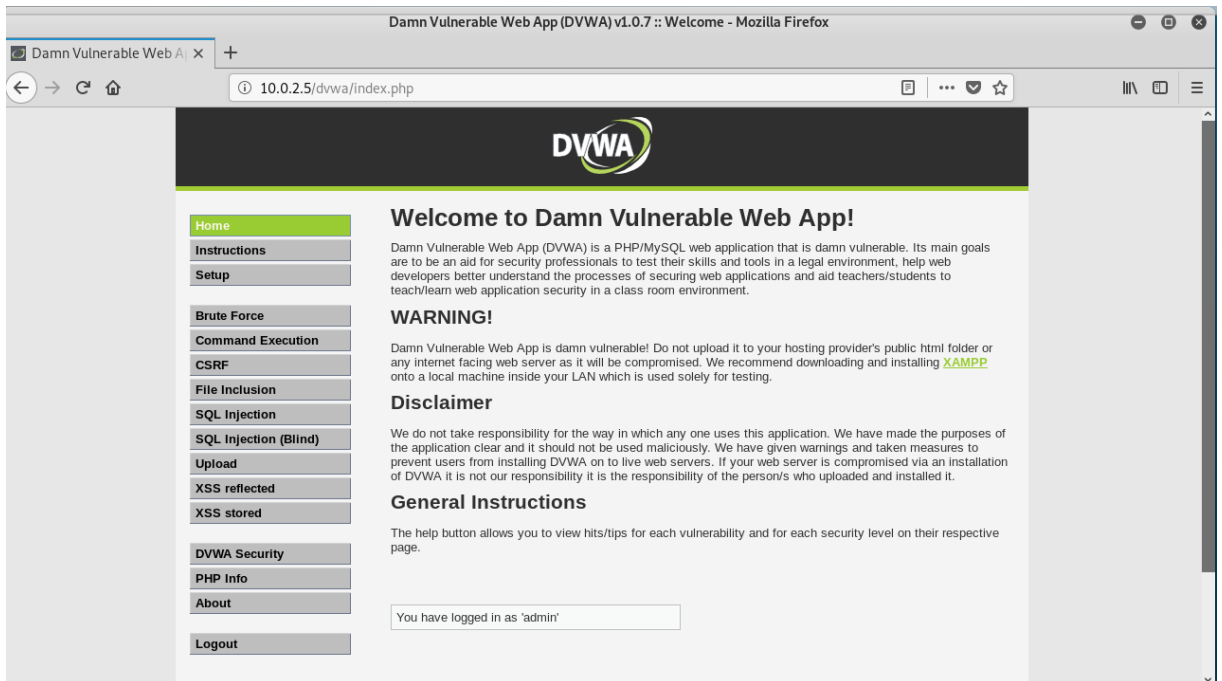 Damn Vulnerable Web App (DVWA) v1.0.7 :: Welcome - Mozilla Firefox
Damn Vulnerable Web A
10.0.2.5/dvwa/index.php
DVWA
Home
Instructions
Setup
Brute Force
Command Execution
CSRF
File Inclusion
SQL Injection
SQL Injection (Blind)
Upload
XSS reflected
XSS stored
DVWA Security
PHP Info
About
Logout
Welcome to Damn Vulnerable Web App!
Damn Vulnerable Web App (DVWA) is a PHP/MySQL web application that is damn vulnerable. Its main goals
are to be an aid for security professionals to test their skills and tools in a legal environment, help web
developers better understand the processes of securing web applications and aid teachers/students to
teach/learn web application security in a class room environment.
WARNING!
Damn Vulnerable Web App is damn vulnerable! Do not upload it to your hosting provider's public html folder or
any internet facing web server as it will be compromised. We recommend downloading and installing XAMPP
onto a local machine inside your LAN which is used solely for testing.
Disclaimer
We do not take responsibility for the way in which any one uses this application. We have made the purposes of
the application clear and it should not be used maliciously. We have given warnings and taken measures to
prevent users from installing DVWA on to live web servers. If your web server is compromised via an installation
of DVWA it is not our responsibility it is the responsibility of the person/s who uploaded and installed it.
General Instructions
The help button allows you to view hits/tips for each vulnerability and for each security level on their respective
page.
You have logged in as 'admin'